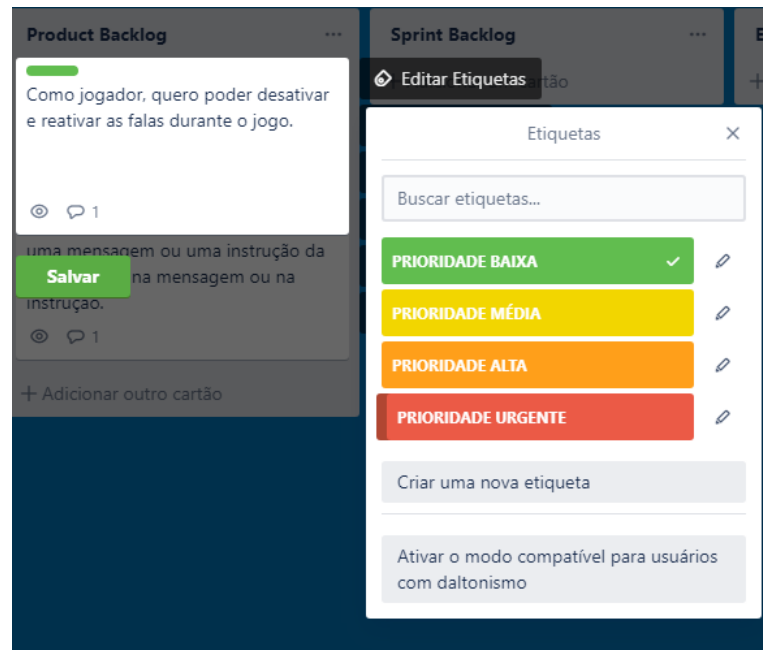 Product Backlog
Como jogador, quero poder desativar
e reativar as falas durante o jogo.
1
uma mensagem ou uma instrução da
Salvar
na mensagem ou na
instrução.
1
+ Adicionar outro cartão
Sprint Backlog
Editar Etiquetas
cartão
Etiquetas
Buscar etiquetas...
PRIORIDADE BAIXA
PRIORIDADE MÉDIA
PRIORIDADE ALTA
PRIORIDADE URGENTE
Criar uma nova etiqueta
Ativar o modo compatível para usuários
com daltonismo
E
+